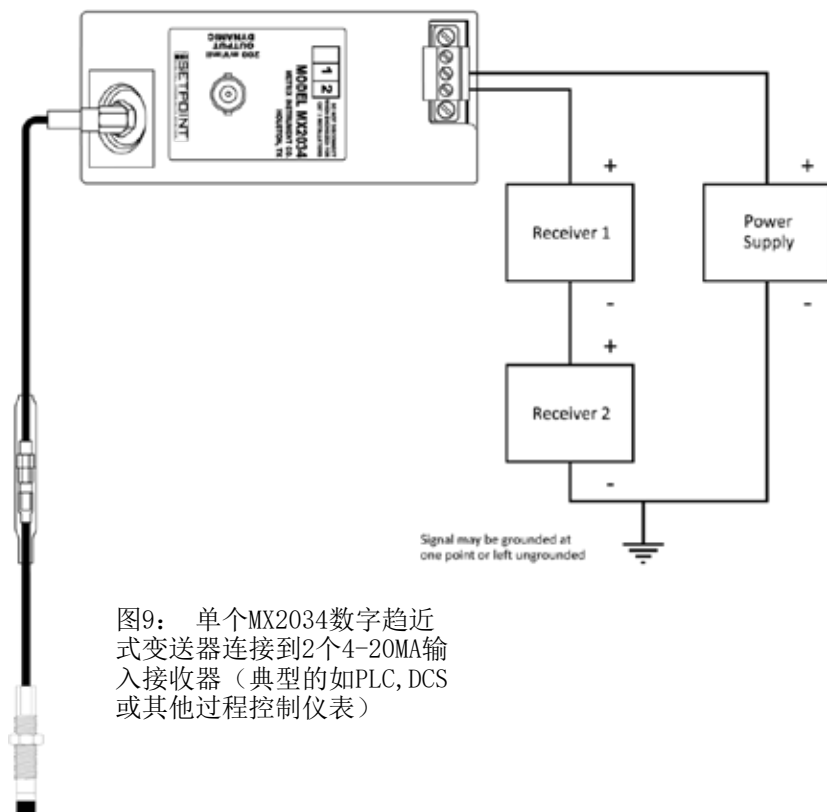 200 mV/mil
OUTPUT
DYNAMIC
SETPOINT
1 2
MODEL MX2034
METRIX INSTRUMENT CO.
HOUSTON, TX
+
+
Receiver 1
Power
Supply
-
-
+
Receiver 2
-
Signal may be grounded at
one point or left ungrounded
图9： 单个MX2034数字趋近
式变送器连接到2个4-20MA输
入接收器（典型的如PLC,DCS
或其他过程控制仪表）